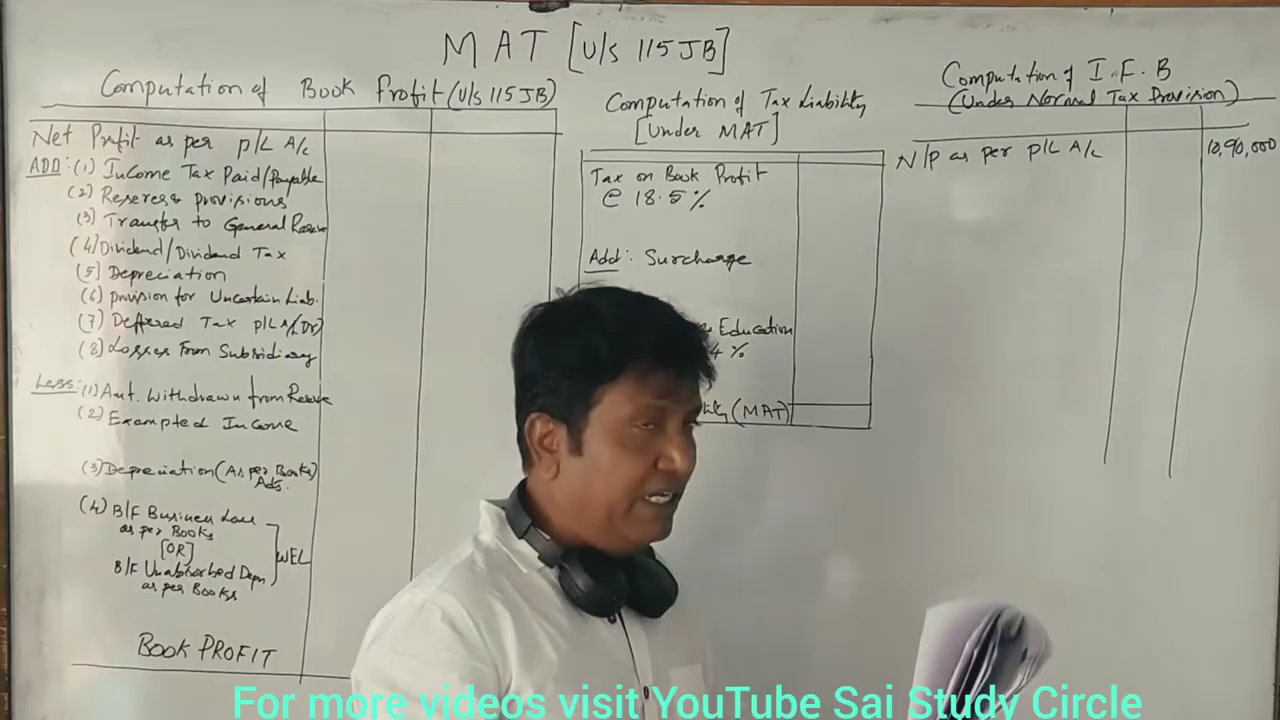 MAT [U/s 115JB]
Computation of Book Profit (U/s 115JB)
Net Profit as per P/L A/c
ADD: (1) Income Tax Paid/Payable
(2) Reseres & provisions
(3) Transfer to General Reserve
(4) Dividend/Dividend Tax
(5) Depreciation
(6) provision for Uncertain Liab.
(7) Deffered Tax P/L A/c(Dr)
(8) Losses From Subsidiary
Less: (1) Amt. Withdrawn from Reserve
(2) Exampted Income
(3) Depreciation (As per Books)
Adj.
(4) B/F Business Loss
as per Books
[OR]
B/F Unabsorbed Depn
as per Books
WEL
BOOK PROFIT
Computation of Tax Liability
[Under MAT]
Tax on Book Profit
@ 18.5%
Add: Surcharge
Education
4%
(MAT)
Computation of I.F.B
(Under Normal Tax Provision)
N/P as per P/L A/c 10,90,000
For more videos visit YouTube Sai Study Circle